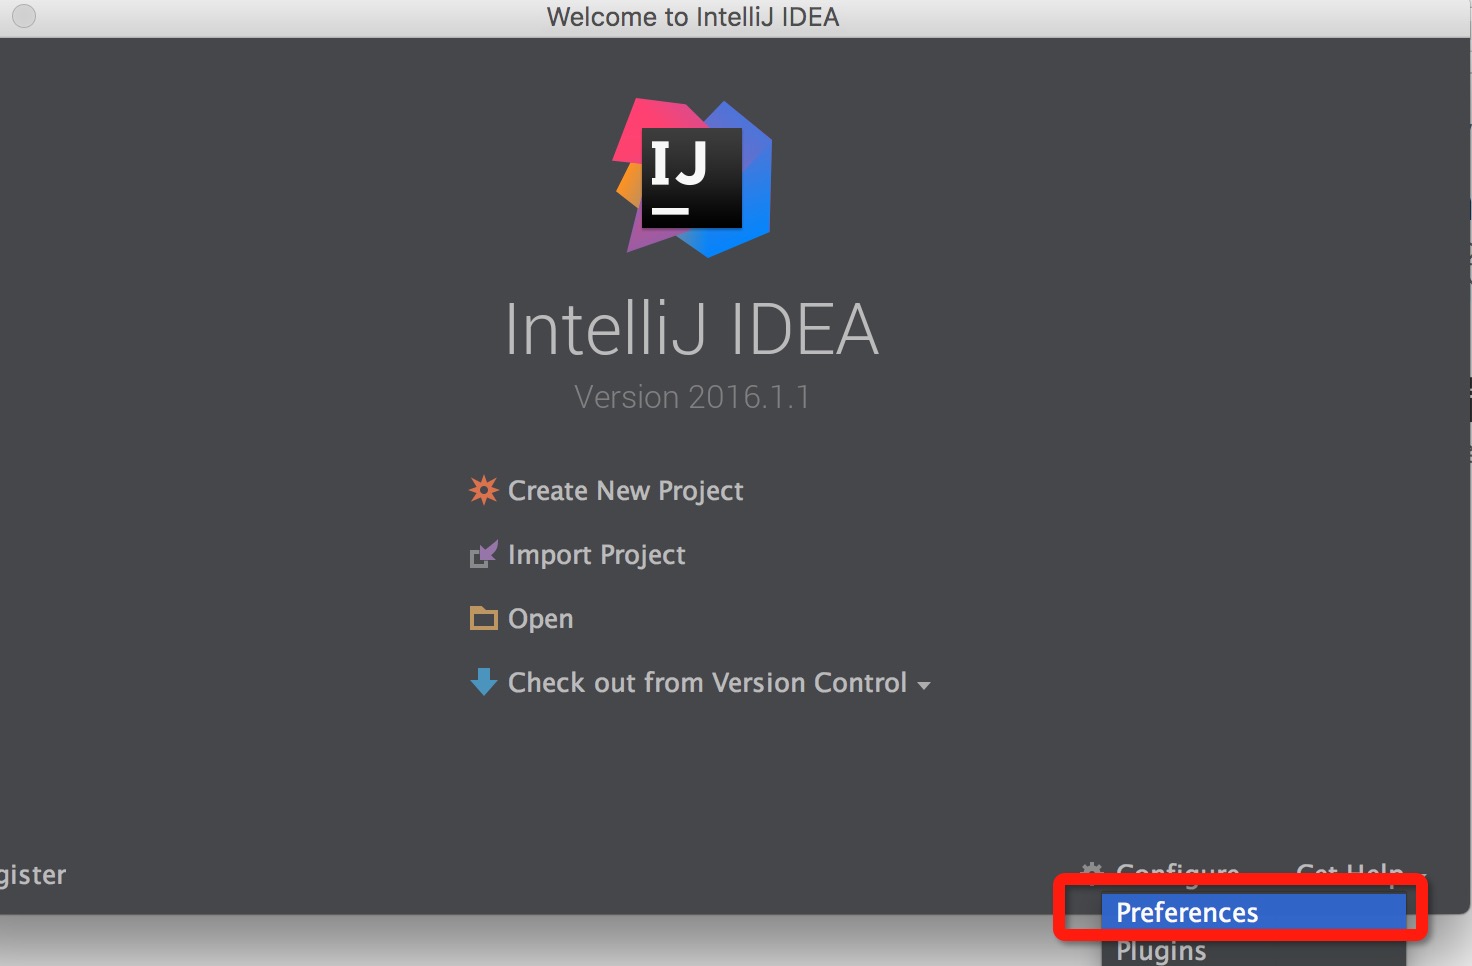 Welcome to IntelliJ IDEA
IJ
IntelliJ IDEA
Version 2016.1.1
Create New Project
Import Project
Open
Check out from Version Control
gister
Configure Get Help
Preferences
Plugins